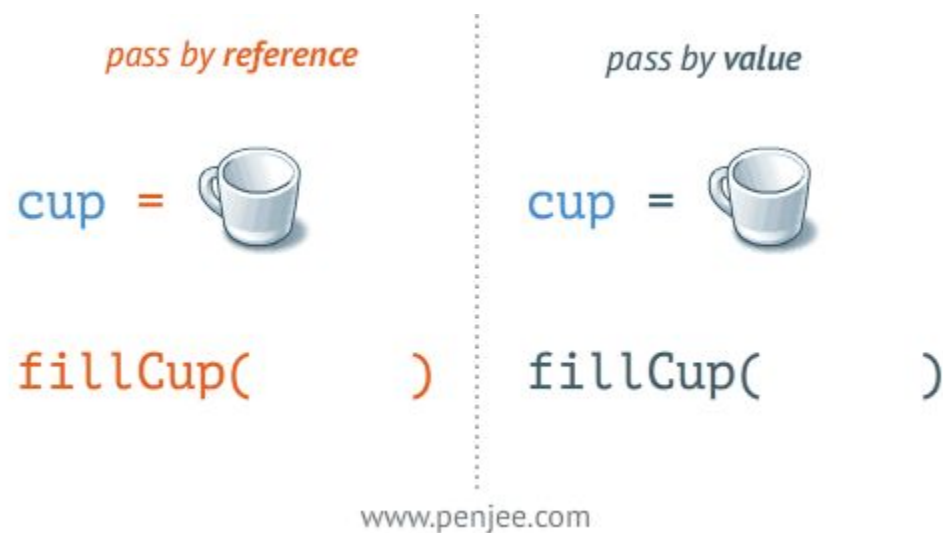 pass by reference
cup =
fillCup( )
pass by value
cup =
fillCup( )
www.penjee.com